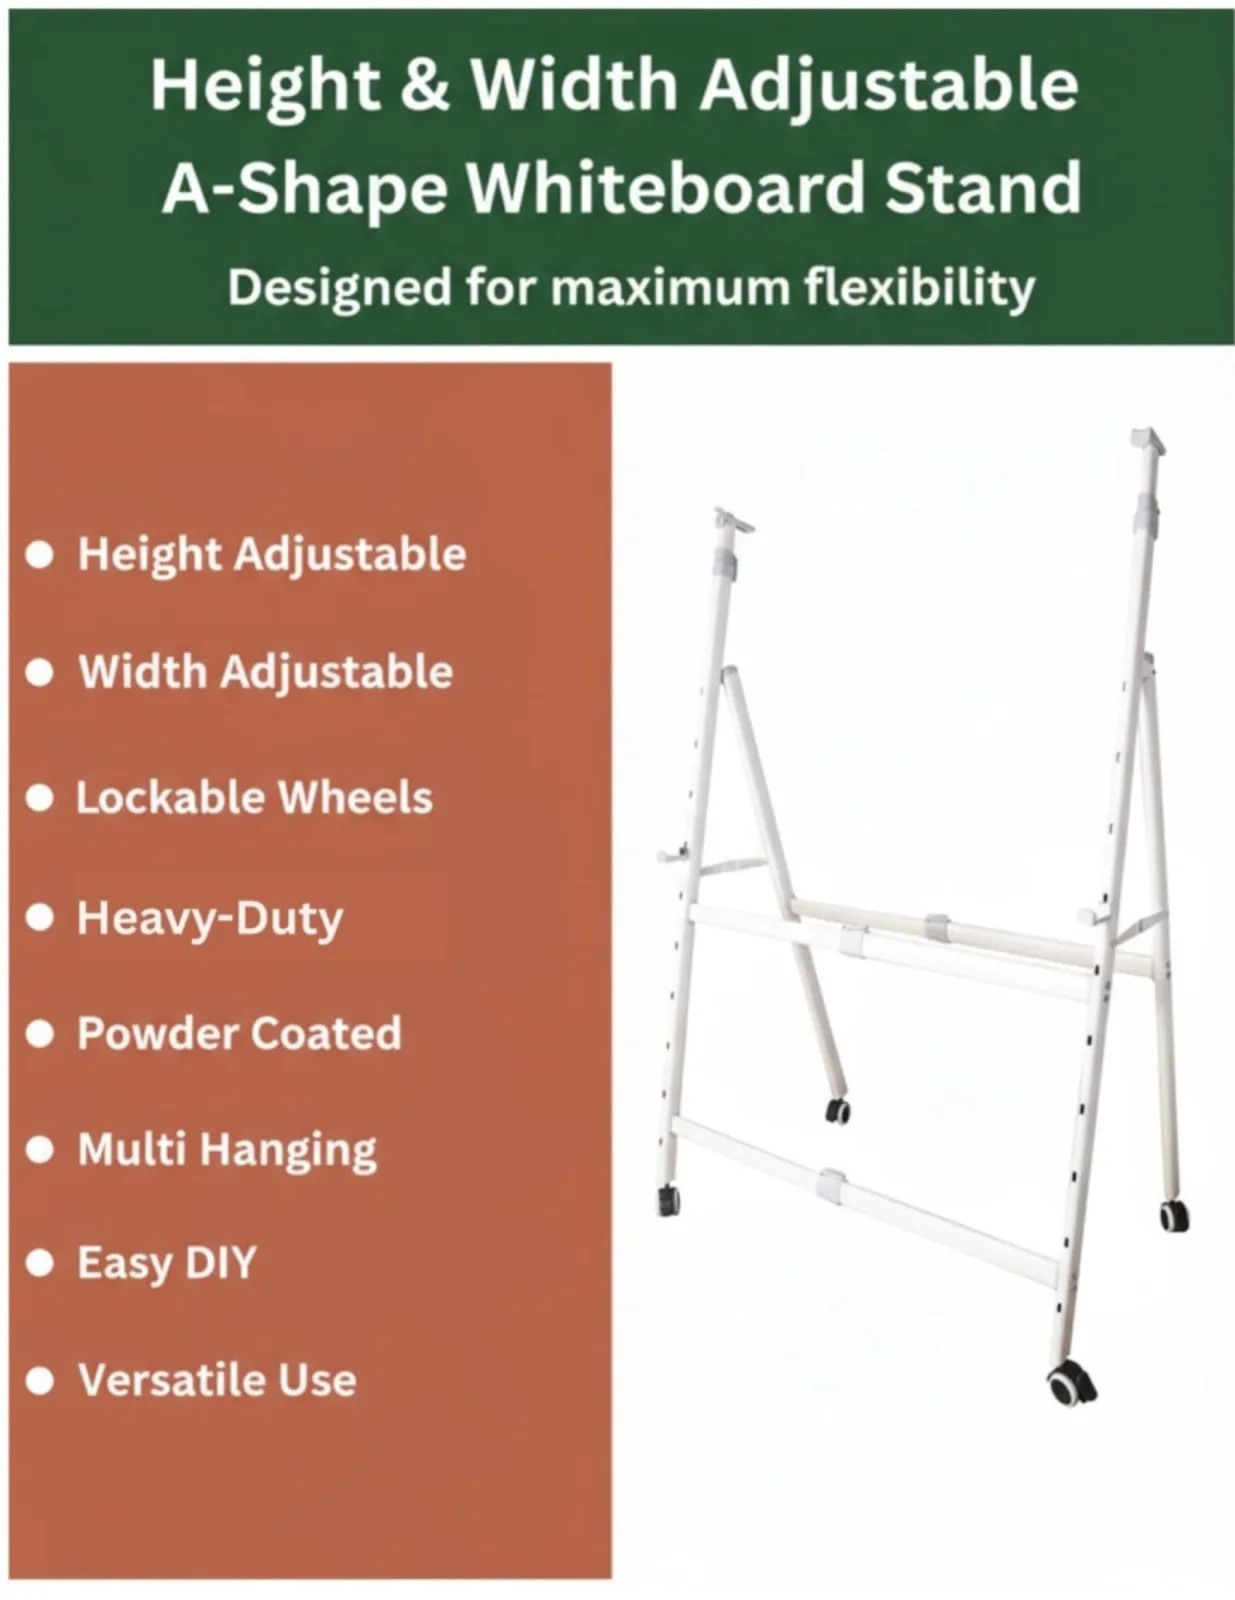 Height & Width Adjustable
A-Shape Whiteboard Stand
Designed for maximum flexibility
Height Adjustable
Width Adjustable
Lockable Wheels
Heavy-Duty
Powder Coated
Multi Hanging
Easy DIY
Versatile Use